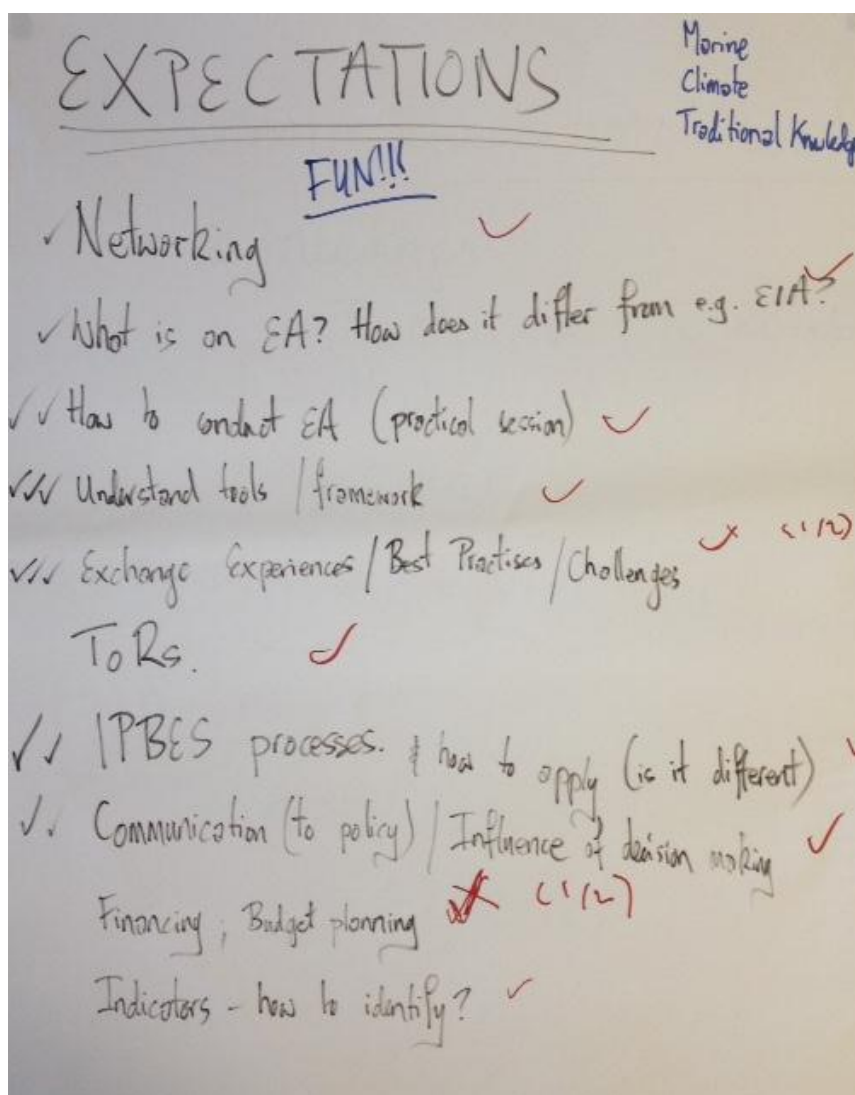 EXPECTATIONS
Marine
Climate
Traditional Knowledge
FUN!!!
✓ Networking ✓
✓ What is an EA? How does it differ from e.g. EIA? ✓
✓✓ How to conduct EA (practical session) ✓
✓✓✓ Understand tools / framework ✓
✓✓✓ Exchange Experiences / Best Practises / Challenges ✓ (1/2)
ToRs. ✓
✓✓ IPBES processes. & how to apply (is it different) ✓
✓✓ Communication (to policy) / Influence of decision making ✓
Financing, Budget planning ✗ (1/2)
Indicators - how to identify? ✓